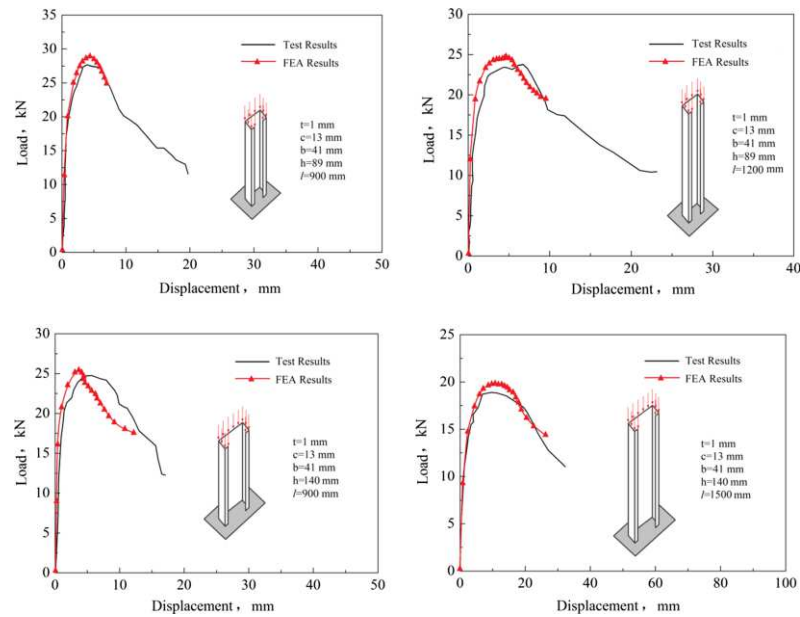 35
30
25
20
15
10
5
0
Load, kN
0 10 20 30 40 50
Displacement, mm
Test Results
FEA Results
t=1 mm
c=13 mm
b=41 mm
h=89 mm
l=900 mm
30
25
20
15
10
5
0
Load, kN
0 10 20 30 40
Displacement, mm
Test Results
FEA Results
t=1 mm
c=13 mm
b=41 mm
h=89 mm
l=1200 mm
30
25
20
15
10
5
0
Load, kN
0 10 20 30 40 50
Displacement, mm
Test Results
FEA Results
t=1 mm
c=13 mm
b=41 mm
h=140 mm
l=900 mm
25
20
15
10
5
0
Load, kN
0 20 40 60 80 100
Displacement, mm
Test Results
FEA Results
t=1 mm
c=13 mm
b=41 mm
h=140 mm
l=1500 mm